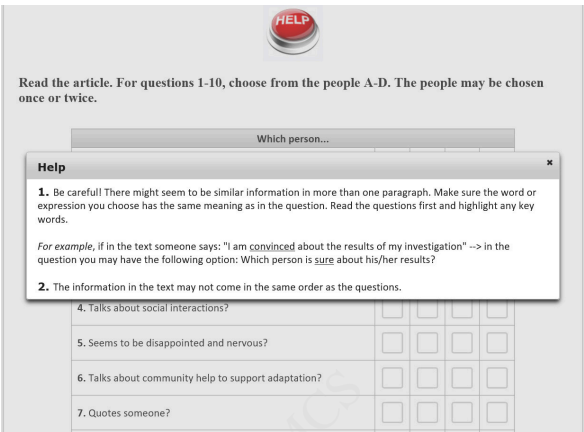 HELP
Read the article. For questions 1-10, choose from the people A-D. The people may be chosen
once or twice.
Which person...
Help
×
1. Be careful! There might seem to be similar information in more than one paragraph. Make sure the word or
expression you choose has the same meaning as in the question. Read the questions first and highlight any key
words.
For example, if in the text someone says: "I am convinced about the results of my investigation" --> in the
question you may have the following option: Which person is sure about his/her results?
2. The information in the text may not come in the same order as the questions.
4. Talks about social interactions?
5. Seems to be disappointed and nervous?
6. Talks about community help to support adaptation?
7. Quotes someone?